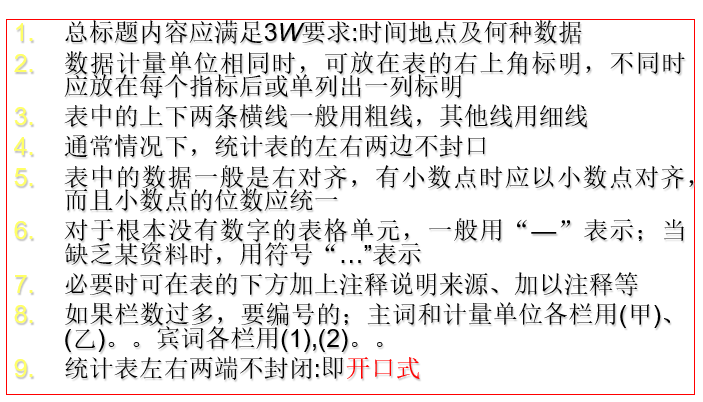 1. 总标题内容应满足3W要求:时间地点及何种数据
2. 数据计量单位相同时，可放在表的右上角标明，不同时
应放在每个指标后或单列出一列标明
3. 表中的上下两条横线一般用粗线，其他线用细线
4. 通常情况下，统计表的左右两边不封口
5. 表中的数据一般是右对齐，有小数点时应以小数点对齐，
而且小数点的位数应统一
6. 对于根本没有数字的表格单元，一般用“—”表示；当
缺乏某资料时，用符号“…”表示
7. 必要时可在表的下方加上注释说明来源、加以注释等
8. 如果栏数过多，要编号的；主词和计量单位各栏用(甲)、
(乙)。。宾词各栏用(1),(2)。。
9. 统计表左右两端不封闭:即开口式